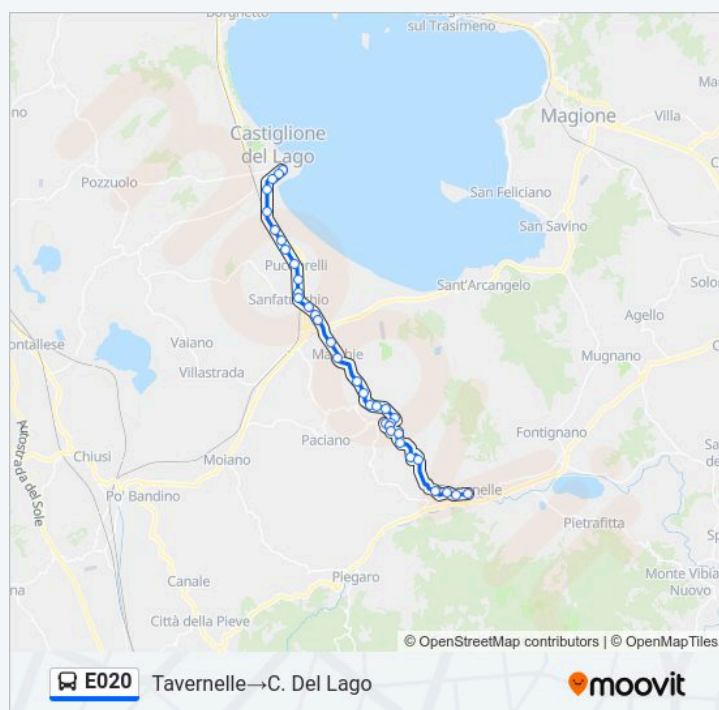 Borghetto
sul Trasimeno
Magione
Villa
Castiglione
del Lago
Pozzuolo
San Feliciano
San Savino
Sant'Arcangelo
Agello
Vaiano
Villastrada
Mugnano
Fontignano
Paciano
Chiusi
Moiano
Autostrada del Sole
Po' Bandino
Pietrafitta
Piegaro
Canale
Monte Vibia
Nuovo
Città della Pieve
© OpenStreetMap contributors | © OpenMapTiles
E020 Tavernelle→C. Del Lago
moovit